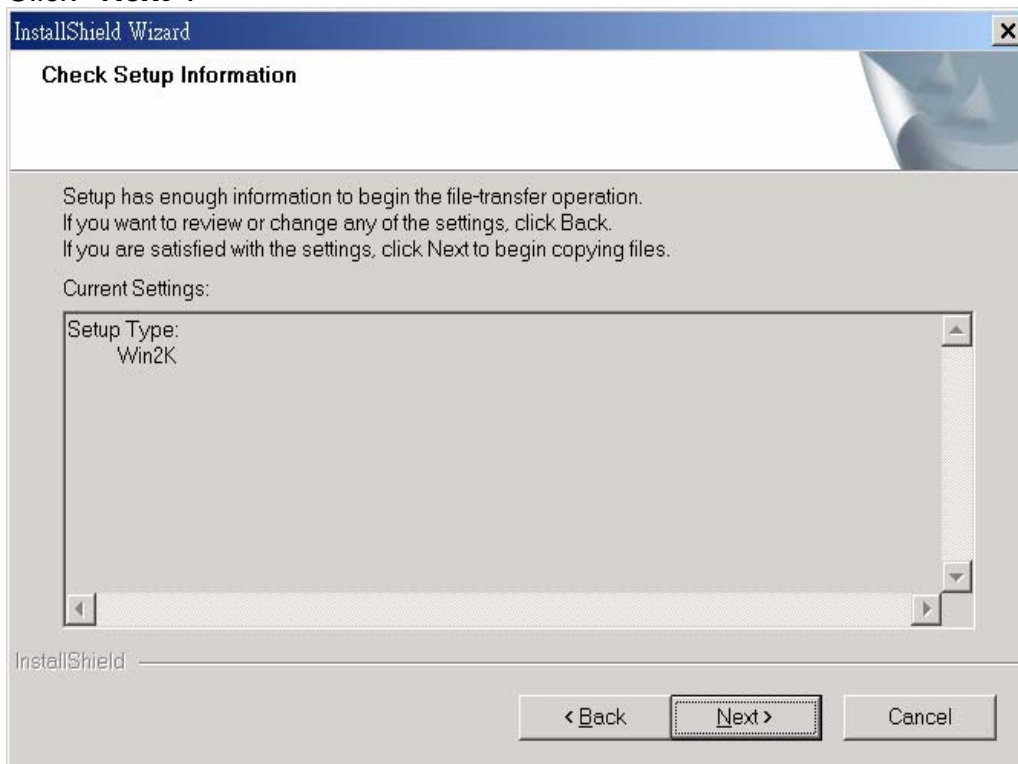 InstallShield Wizard
Check Setup Information
Setup has enough information to begin the file-transfer operation.
If you want to review or change any of the settings, click Back.
If you are satisfied with the settings, click Next to begin copying files.
Current Settings:
Setup Type:
Win2K
InstallShield
< Back Next > Cancel